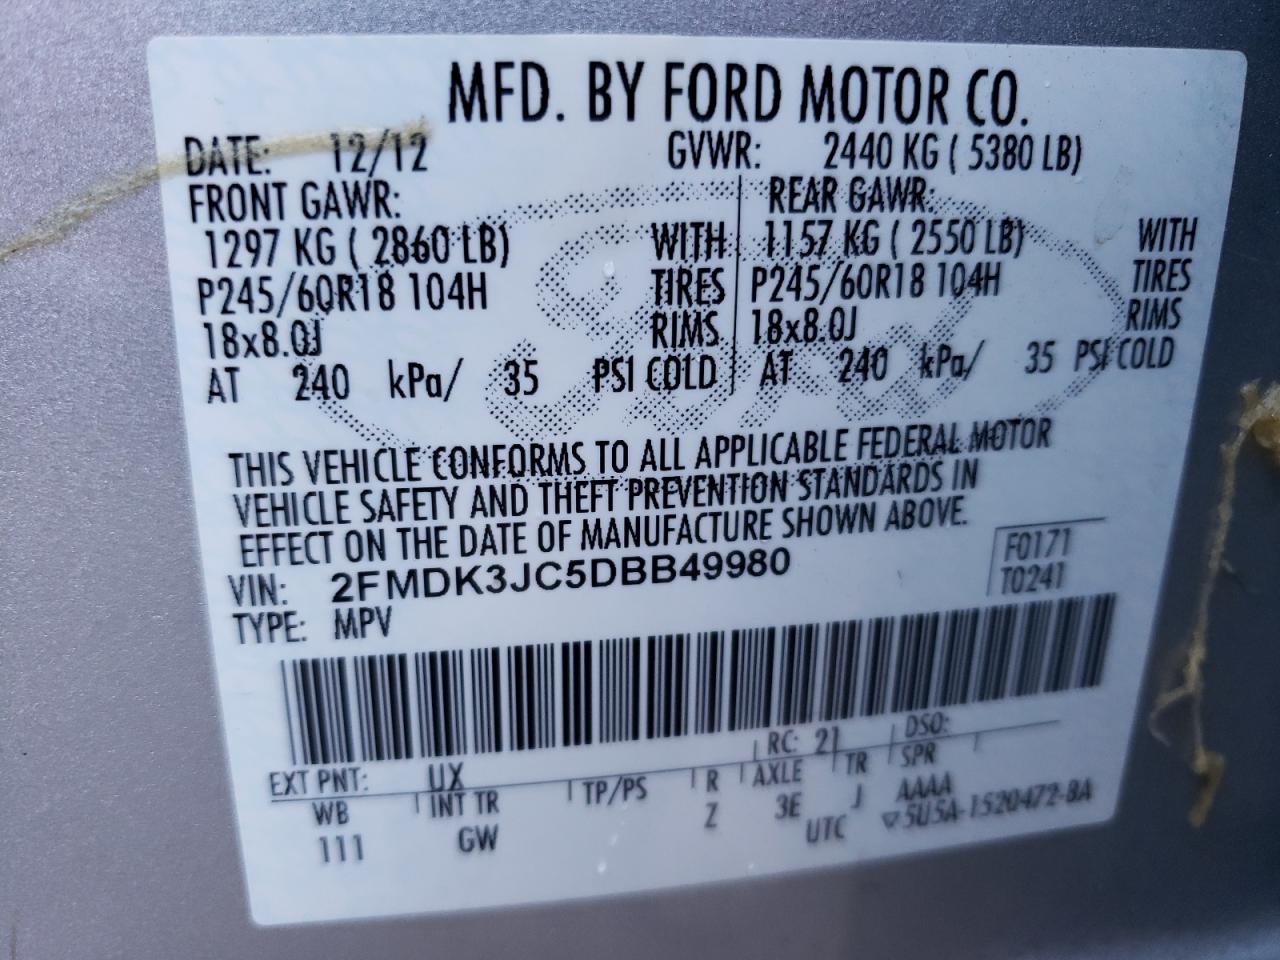 MFD. BY FORD MOTOR CO.
DATE: 12/12 GVWR: 2440 KG ( 5380 LB)
FRONT GAWR: REAR GAWR:
1297 KG ( 2860 LB) WITH 1157 KG ( 2550 LB) WITH
P245/60R18 104H TIRES P245/60R18 104H TIRES
18x8.0J RIMS 18x8.0J RIMS
AT 240 kPa/ 35 PSI COLD AT 240 kPa/ 35 PSI COLD
THIS VEHICLE CONFORMS TO ALL APPLICABLE FEDERAL MOTOR
VEHICLE SAFETY AND THEFT PREVENTION STANDARDS IN
EFFECT ON THE DATE OF MANUFACTURE SHOWN ABOVE.
VIN: 2FMDK3JC5DBB49980 F0171
TYPE: MPV T0241
EXT PNT: UX RC: 21 DSO:
WB INT TR TP/PS R AXLE TR SPR
111 GW Z 3E J AAAA
UTC ▽5U5A-1520472-BA
Ford